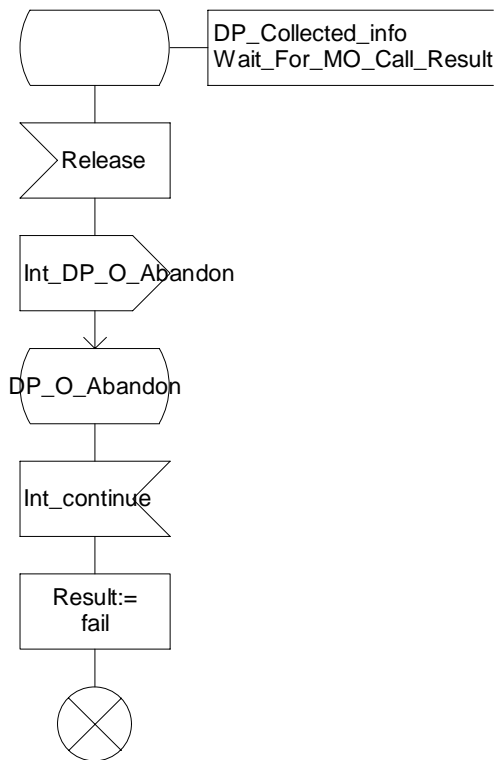 DP_Collected_info
Wait_For_MO_Call_Result
Release
Int_DP_O_Abandon
DP_O_Abandon
Int_continue
Result:=
fail